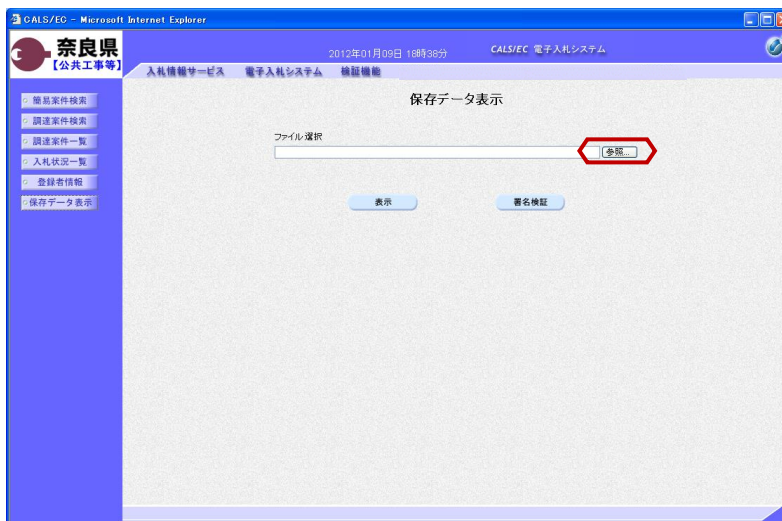 CALS/EC - Microsoft Internet Explorer
奈良県
【公共工事等】
2012年01月09日 18時38分
CALS/EC 電子入札システム
入札情報サービス 電子入札システム 検証機能
簡易案件検索
調達案件検索
調達案件一覧
入札状況一覧
登録者情報
保存データ表示
保存データ表示
ファイル選択
参照...
表示 署名検証